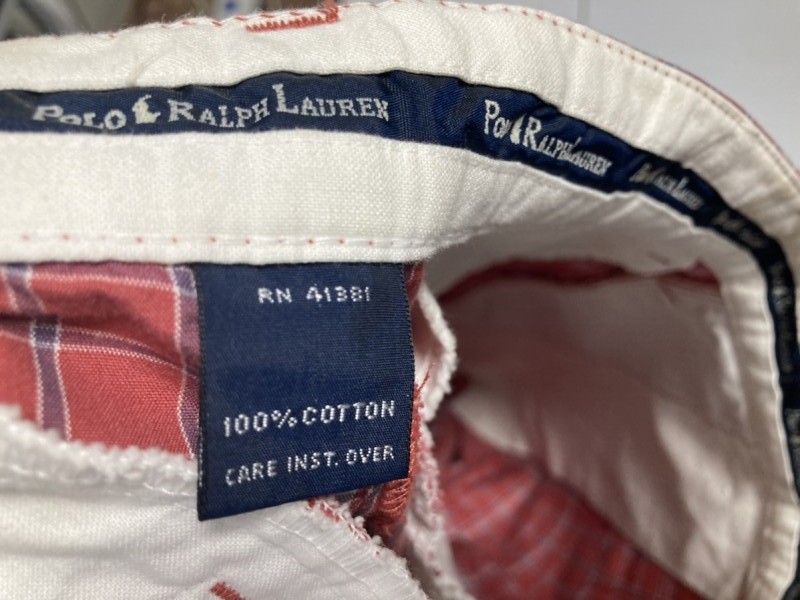 POLO RALPH LAUREN
POLO RALPH LAUREN
RN 41381
100% COTTON
CARE INST. OVER